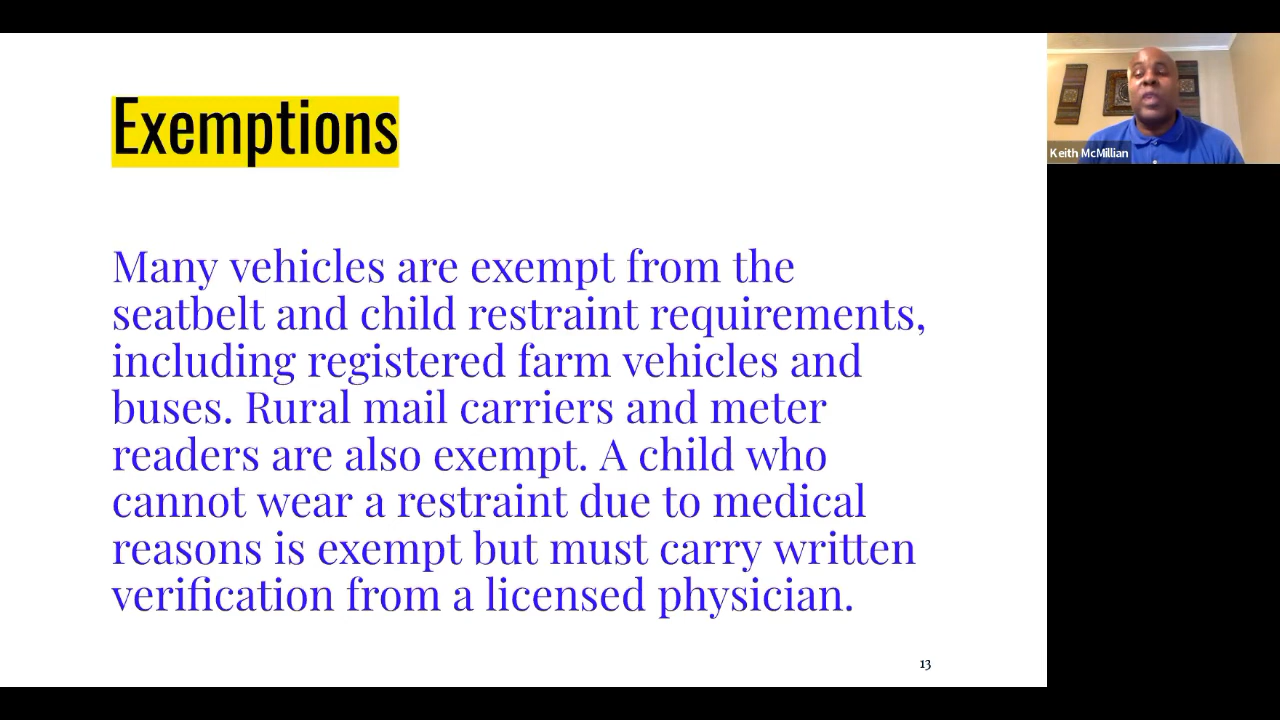 Exemptions
Many vehicles are exempt from the
seatbelt and child restraint requirements,
including registered farm vehicles and
buses. Rural mail carriers and meter
readers are also exempt. A child who
cannot wear a restraint due to medical
reasons is exempt but must carry written
verification from a licensed physician.
13
Keith McMillian